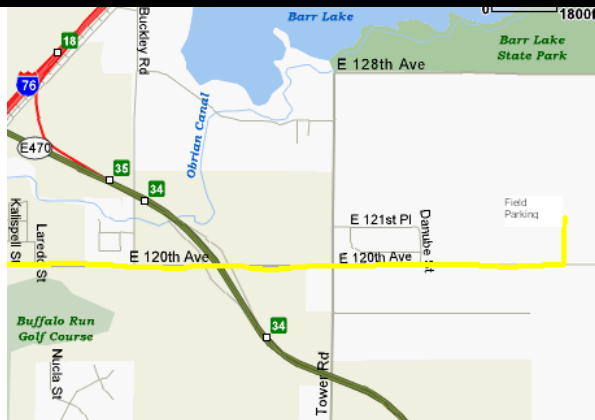 0
1800ft
Barr Lake
Barr Lake
State Park
18
Buckley Rd
E 128th Ave
76
Obrian Canal
E470
35
34
Kalispell St
Laredo St
E 121st Pl
Danube St
Field
Parking
E 120th Ave
E 120th Ave
Buffalo Run
Golf Course
34
Nucla St
Tower Rd